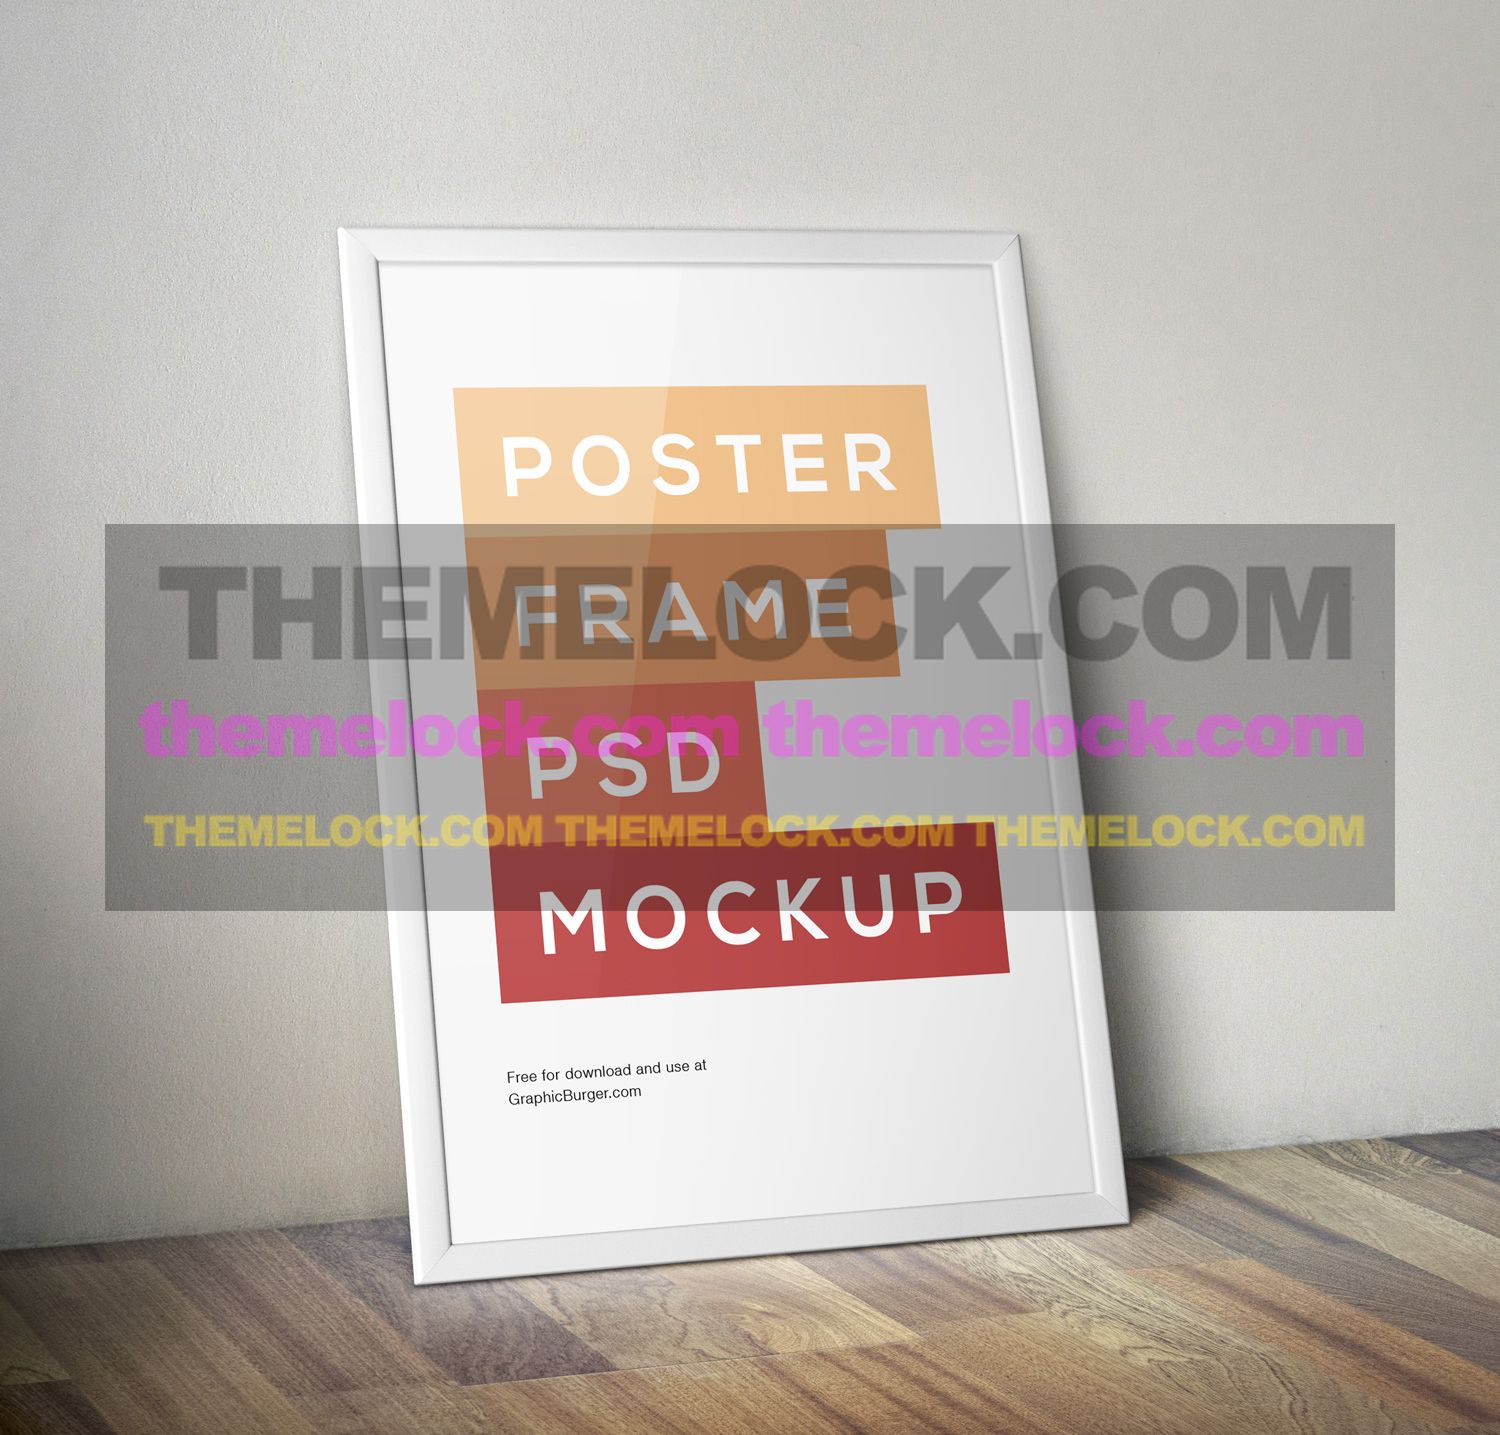 POSTER
FRAME
THEMELOCK.COM
themelock.com themelock.com
PSD
THEMELOCK.COM THEMELOCK.COM THEMELOCK.COM
MOCKUP
Free for download and use at
GraphicBurger.com